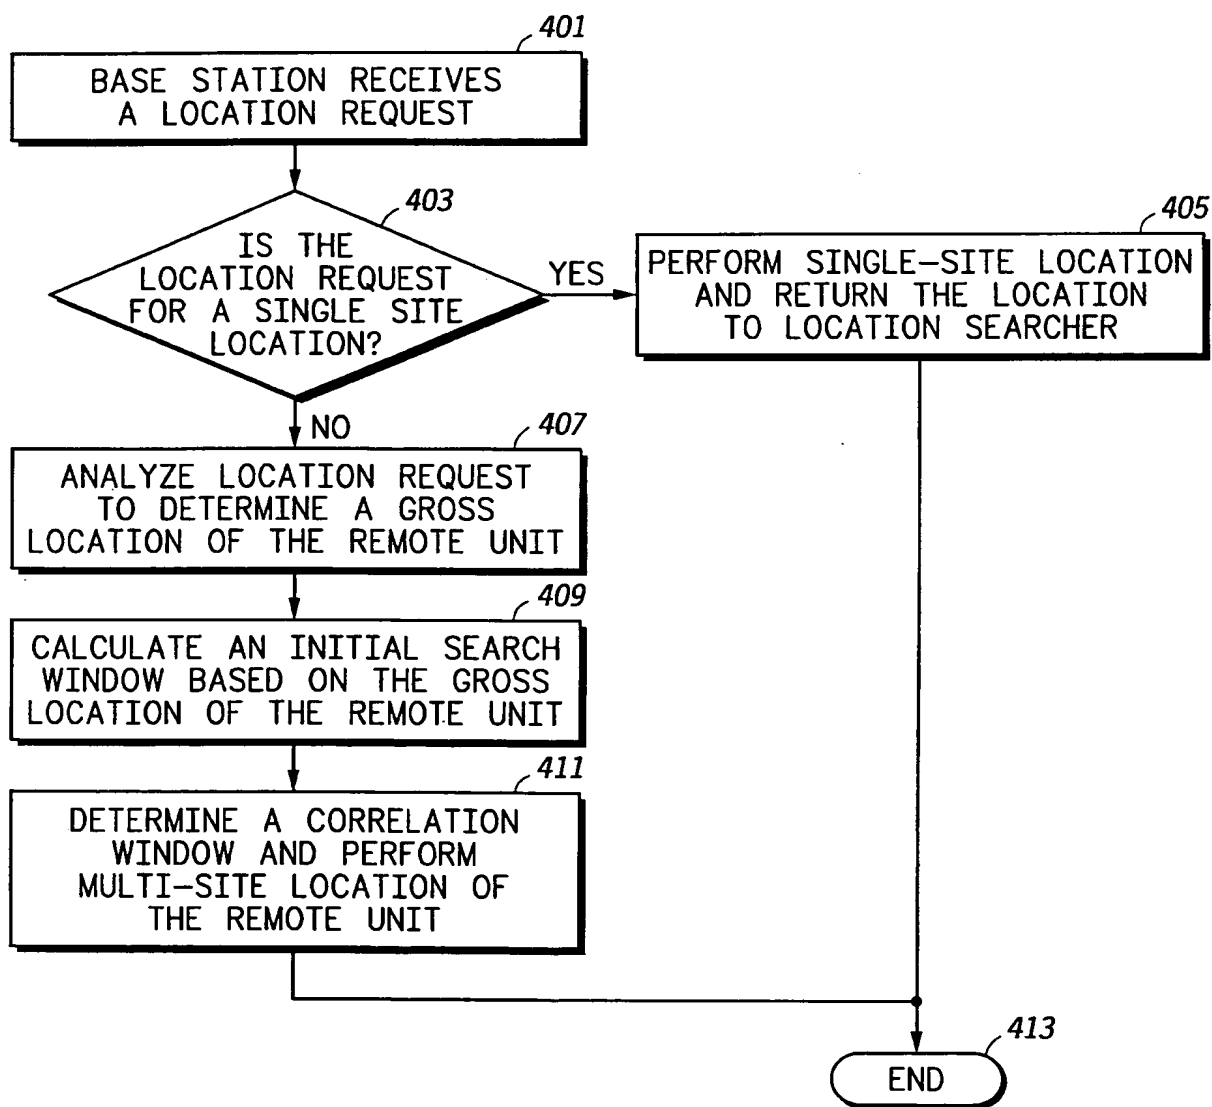 401
BASE STATION RECEIVES
A LOCATION REQUEST
403
IS THE
LOCATION REQUEST
FOR A SINGLE SITE
LOCATION?
YES
405
PERFORM SINGLE-SITE LOCATION
AND RETURN THE LOCATION
TO LOCATION SEARCHER
NO
407
ANALYZE LOCATION REQUEST
TO DETERMINE A GROSS
LOCATION OF THE REMOTE UNIT
409
CALCULATE AN INITIAL SEARCH
WINDOW BASED ON THE GROSS
LOCATION OF THE REMOTE UNIT
411
DETERMINE A CORRELATION
WINDOW AND PERFORM
MULTI-SITE LOCATION OF
THE REMOTE UNIT
413
END